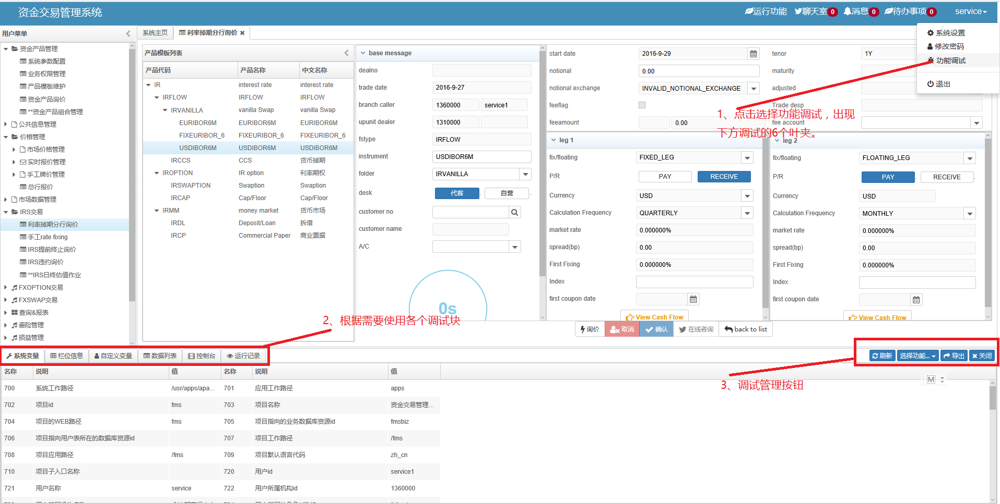 资金交易管理系统
运行功能 聊天室 0 消息 0 待办事项 0 service
系统设置
修改密码
功能调试
退出
用户菜单
资金产品管理
系统参数配置
业务权限管理
产品模板维护
资金产品询价
**资金产品组合管理
公共信息管理
价格管理
市场价格管理
实时报价管理
手工牌价管理
总行报价
市场数据管理
IRS交易
利率掉期分行询价
手工rate fixing
IRS提前终止询价
IRS违约询价
**IRS日终估值作业
FXOPTION交易
FXSWAP交易
查询&报表
避险管理
损益管理
系统主页 利率掉期分行询价
产品模板列表
产品代码 产品名称 中文名称
IR interest rate interest rate
IRFLOW IRFLOW IRFLOW
IRVANILLA vanilla Swap vanilla Swap
EURIBOR6M EURIBOR6M EURIBOR6M
FIXEURIBOR_6 FIXEURIBOR_6 FIXEURIBOR_6
USDIBOR6M USDIBOR6M USDIBOR6M
IRCCS CCS 货币掉期
IROPTION IR option 利率期权
IRSWAPTION Swaption Swaption
IRCAP Cap/Floor Cap/Floor
IRMM money market 货币市场
IRDL Deposit/Loan 拆借
IRCP Commercial Paper 商业票据
base message
dealno
trade date 2016-9-27
branch caller 1360000 service1
upunit dealer 1310000
fstype IRFLOW
instrument USDIBOR6M
folder IRVANILLA
desk 代客 . 自营 .
customer no
customer name
A/C
0s
start date 2016-9-29 tenor 1Y
notional 0.00 maturity
notional exchange INVALID_NOTIONAL_EXCHANGE adjusted
feeflag Trade desp
feeamount 0.00 fee account
1、点击选择功能调试，出现
下方调试的6个叶夹。
leg 1
fix/floating FIXED_LEG
P/R PAY RECEIVE
Currency USD
Calculation Frequency QUARTERLY
market rate 0.000000%
spread(bp) 0.00
First Fixing 0.000000%
Index
first coupon date
View Cash Flow
leg 2
fix/floating FLOATING_LEG
P/R PAY . RECEIVE .
Currency USD
Calculation Frequency MONTHLY
market rate 0.000000%
spread(bp) 0.00
First Fixing 0.000000%
Index
first coupon date
View Cash Flow
询价 取消 确认 在线咨询 back to list
2、根据需要使用各个调试块
系统变量 栏位信息 自定义变量 数据列表 控制台 运行记录
刷新 选择功能... 导出 关闭
3、调试管理按钮
M
名称 说明 值 名称 说明 值
700 系统工作路径 /usr/apps/apa... 701 应用工作路径 apps
702 项目id fms 703 项目名称 资金交易管理...
704 项目的WEB路径 fms 705 项目指向的业务数据库资源id fmsbiz
706 项目指向用户表所在的数据库资源id 707 项目工作路径 /fms
708 项目应用路径 /fms 709 项目默认语言代码 zh_cn
710 项目子入口名称 720 用户id service1
721 用户名称 service 722 用户所属机构id 1360000